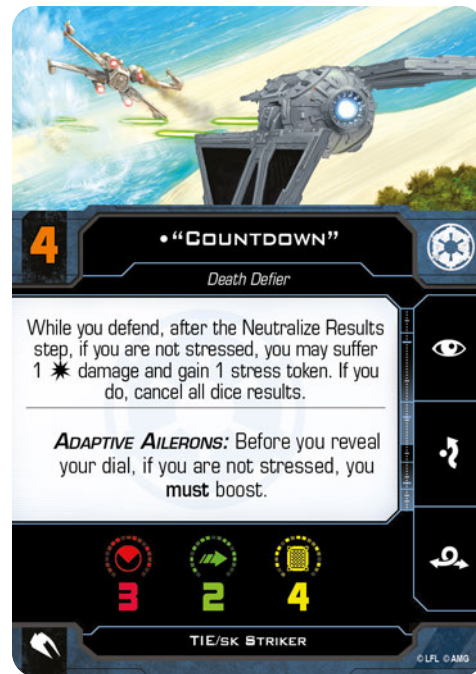 4
•"Countdown"
Death Defier
While you defend, after the Neutralize Results
step, if you are not stressed, you may suffer
1 damage and gain 1 stress token. If you
do, cancel all dice results.
Adaptive Ailerons: Before you reveal
your dial, if you are not stressed, you
must boost.
3 2 4
TIE/sk Striker
© LFL © AMG